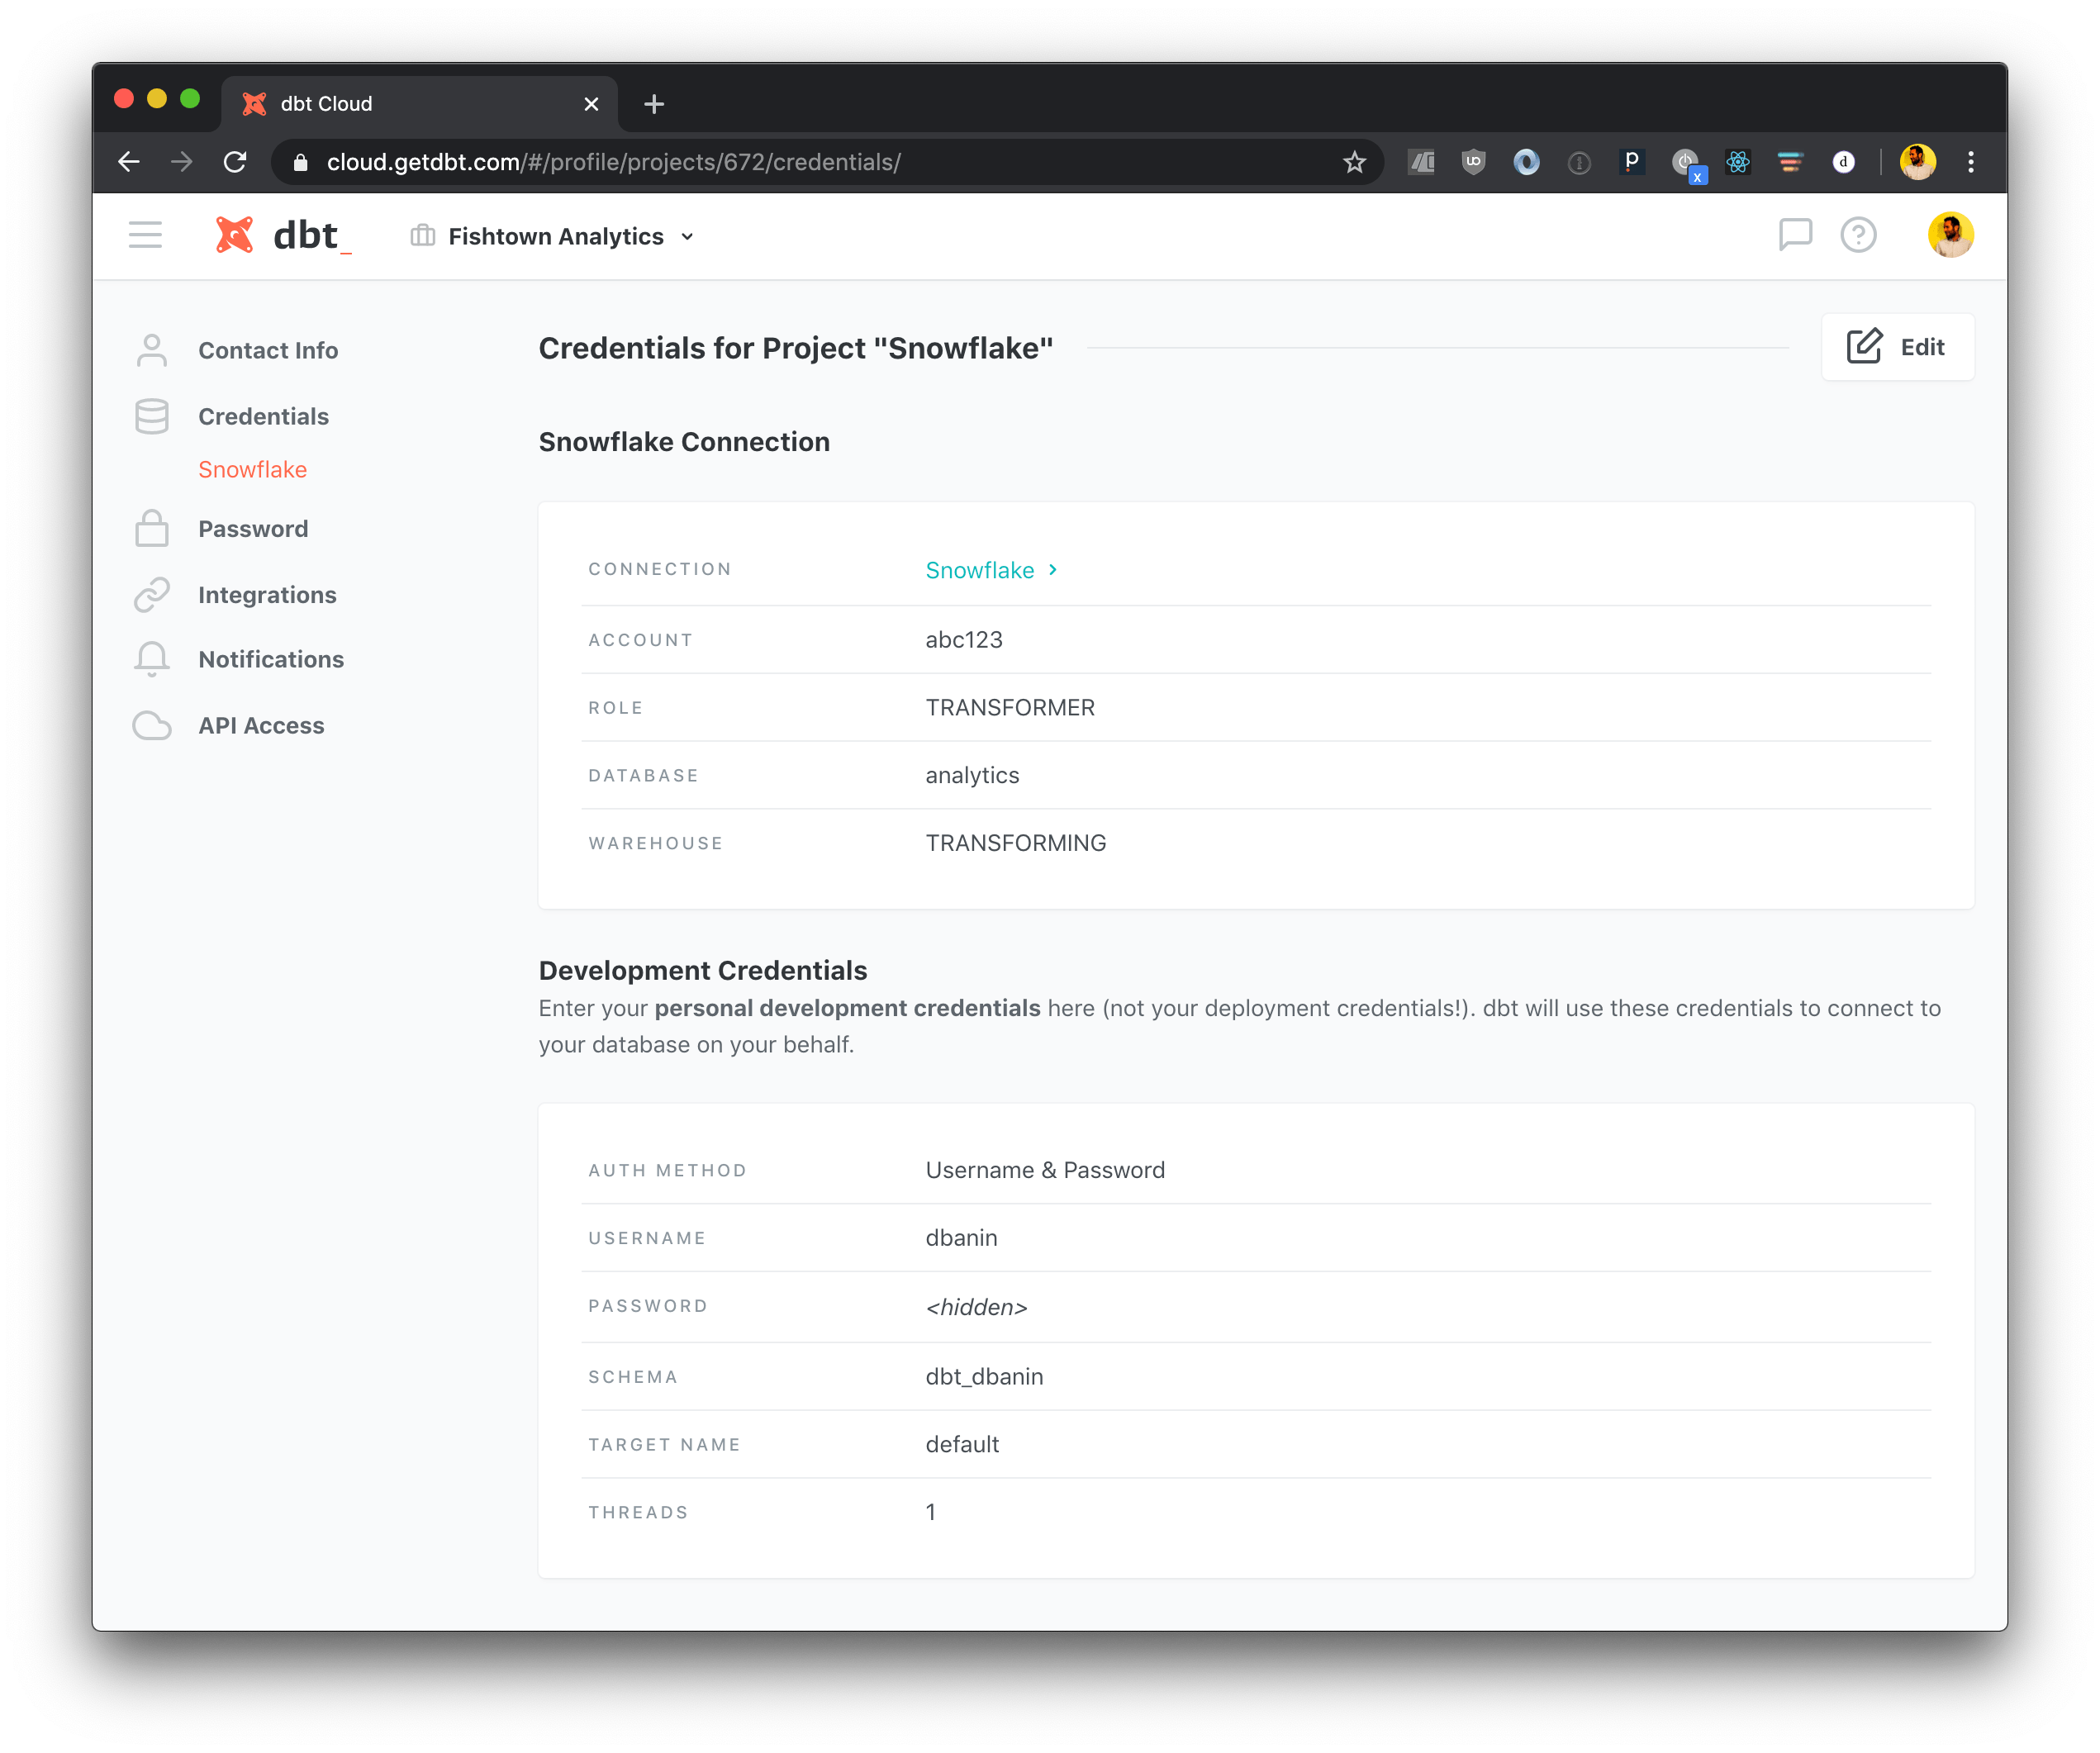 dbt Cloud
cloud.getdbt.com/#/profile/projects/672/credentials/
dbt_
Fishtown Analytics
Contact Info
Credentials
Snowflake
Password
Integrations
Notifications
API Access
Credentials for Project "Snowflake"
Edit
Snowflake Connection
CONNECTION Snowflake
ACCOUNT abc123
ROLE TRANSFORMER
DATABASE analytics
WAREHOUSE TRANSFORMING
Development Credentials
Enter your personal development credentials here (not your deployment credentials!). dbt will use these credentials to connect to
your database on your behalf.
AUTH METHOD Username & Password
USERNAME dbanin
PASSWORD <hidden>
SCHEMA dbt_dbanin
TARGET NAME default
THREADS 1